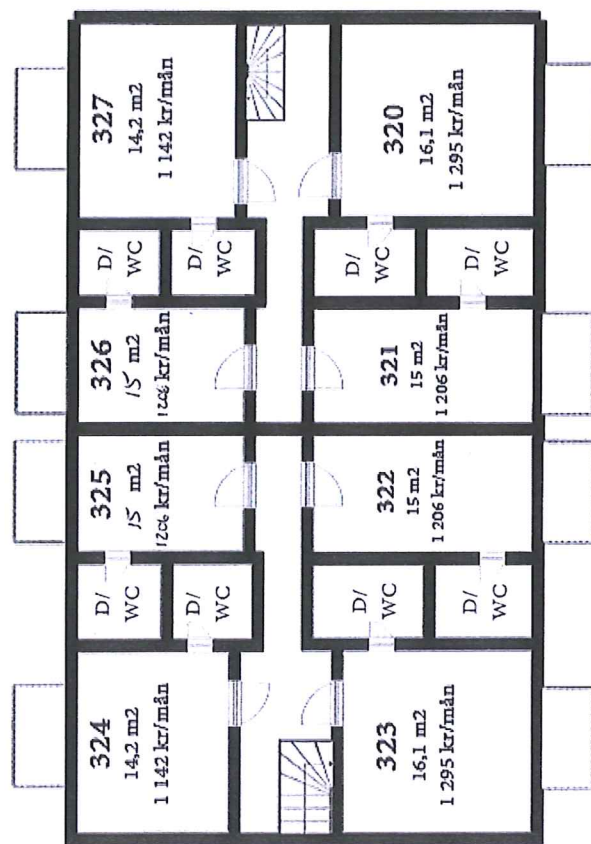 324
14,2 m2
1 142 kr/mån
D/
WC
D/
WC
325
15 m2
1206 kr/mån
326
15 m2
1206 kr/mån
D/
WC
D/
WC
327
14,2 m2
1 142 kr/mån
323
16,1 m2
1 295 kr/mån
D/
WC
D/
WC
322
15 m2
1 206 kr/mån
321
15 m2
1 206 kr/mån
D/
WC
D/
WC
320
16,1 m2
1 295 kr/mån